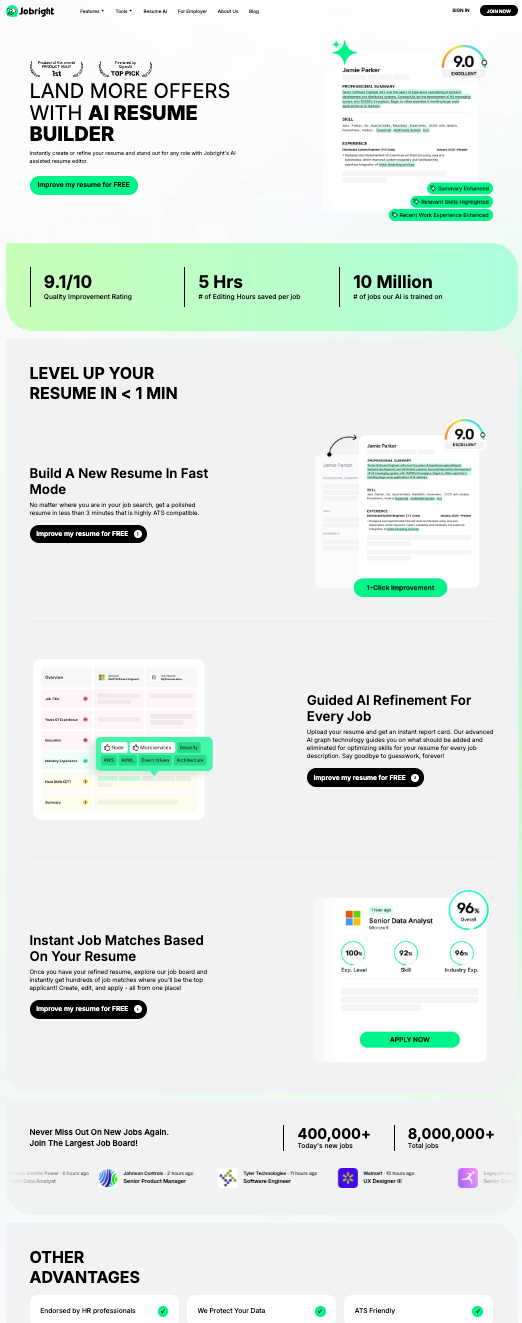 Jobright
Features
Tools
Resume AI
For Employer
About Us
Blog
SIGN IN
JOIN NOW
Product of the week
PRODUCT HUNT
1st
Featured by
OpenAI
TOP PICK
LAND MORE OFFERS
WITH AI RESUME
BUILDER
Instantly create or refine your resume and stand out for any role with Jobright's AI
assisted resume editor.
Improve my resume for FREE
Jamie Parker
9.0
EXCELLENT
PROFESSIONAL SUMMARY
SKILL
EXPERIENCE
Summary Enhanced
Relevant Skills Highlighted
Recent Work Experience Enhanced
9.1/10
Quality Improvement Rating
5 Hrs
# of Editing Hours saved per job
10 Million
# of jobs our AI is trained on
LEVEL UP YOUR
RESUME IN < 1 MIN
Build A New Resume In Fast
Mode
No matter where you are in your job search, get a polished
resume in less than 3 minutes that is highly ATS compatible.
Improve my resume for FREE
Jamie Parker
Jamie Parker
9.0
EXCELLENT
PROFESSIONAL SUMMARY
SKILL
EXPERIENCE
1-Click Improvement
Overview
Job Title
Years Of Experience
Education
Industry Experience
Hard Skills (3/7)
Summary
Node
Microservices
Security
AWS
AI/ML
Event-driven
Architecture
Guided AI Refinement For
Every Job
Upload your resume and get an instant report card. Our advanced
AI graph technology guides you on what should be added and
eliminated for optimizing skills for your resume for every job
description. Say goodbye to guesswork, forever!
Improve my resume for FREE
Instant Job Matches Based
On Your Resume
Once you have your refined resume, explore our job board and
instantly get hundreds of job matches where you'll be the top
applicant! Create, edit, and apply - all from one place!
Improve my resume for FREE
1 hour ago
Senior Data Analyst
Microsoft
96%
Overall
100%
Exp. Level
92%
Skill
96%
Industry Exp.
APPLY NOW
Never Miss Out On New Jobs Again.
Join The Largest Job Board!
400,000+
Today's new jobs
8,000,000+
Total jobs
Electric Power · 6 hours ago
Data Analyst
Johnson Controls · 2 hours ago
Senior Product Manager
Tyler Technologies · 11 hours ago
Software Engineer
Walmart · 10 hours ago
UX Designer III
OTHER
ADVANTAGES
Endorsed by HR professionals
We Protect Your Data
ATS Friendly